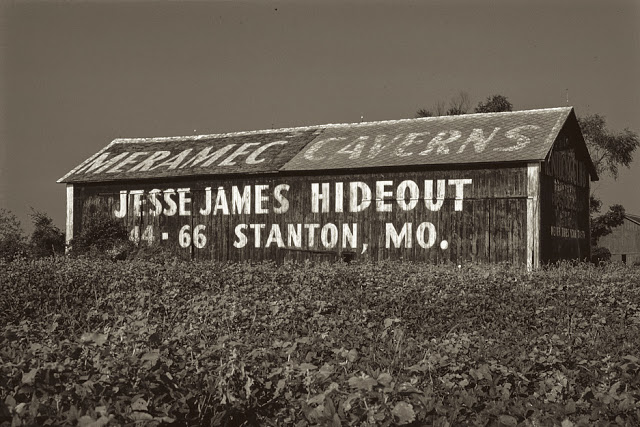 MERAMEC CAVERNS
JESSE JAMES HIDEOUT
44-66 STANTON, MO.